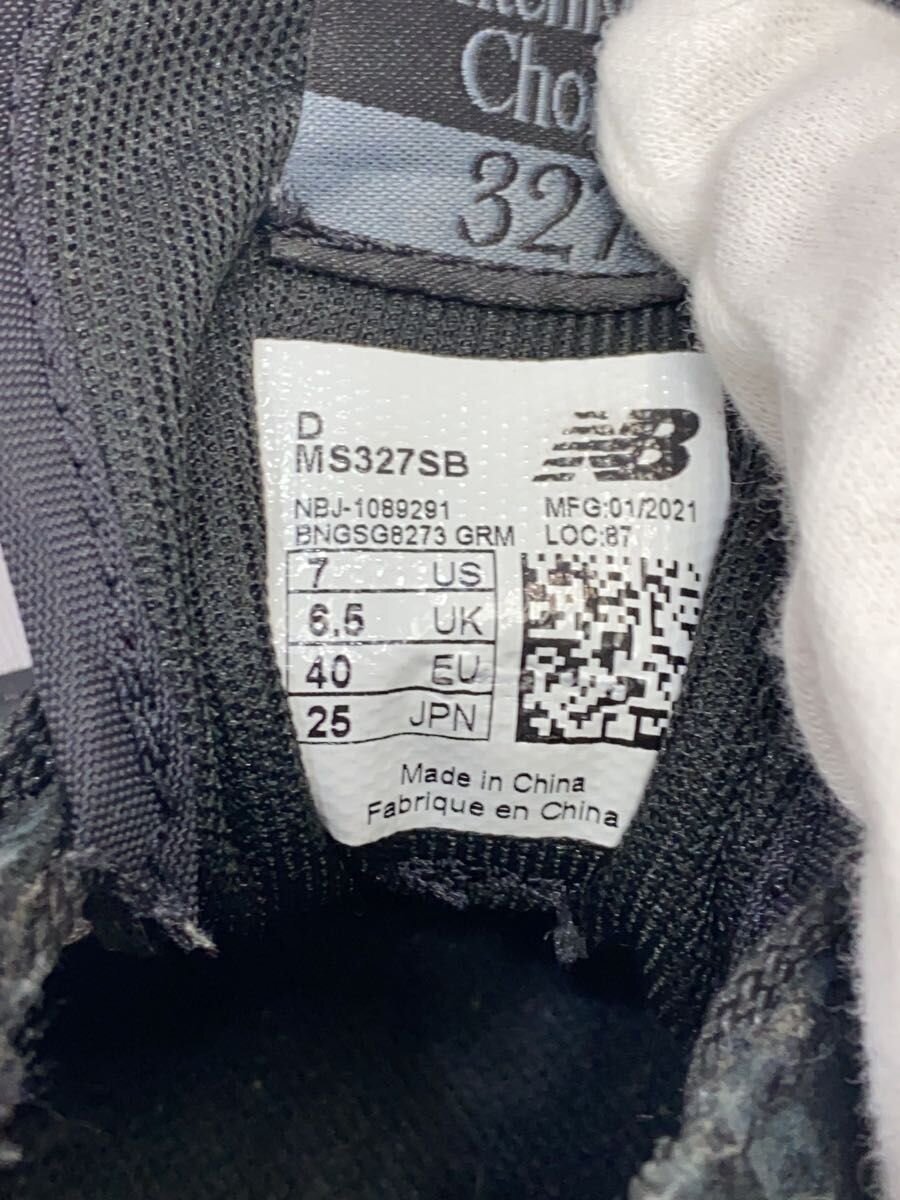 327
D
MS327SB
NB
NBJ-1089291
MFG:01/2021
BNGSG8273 GRM
LOC:87
7 US
6.5 UK
40 EU
25 JPN
Made in China
Fabrique en China